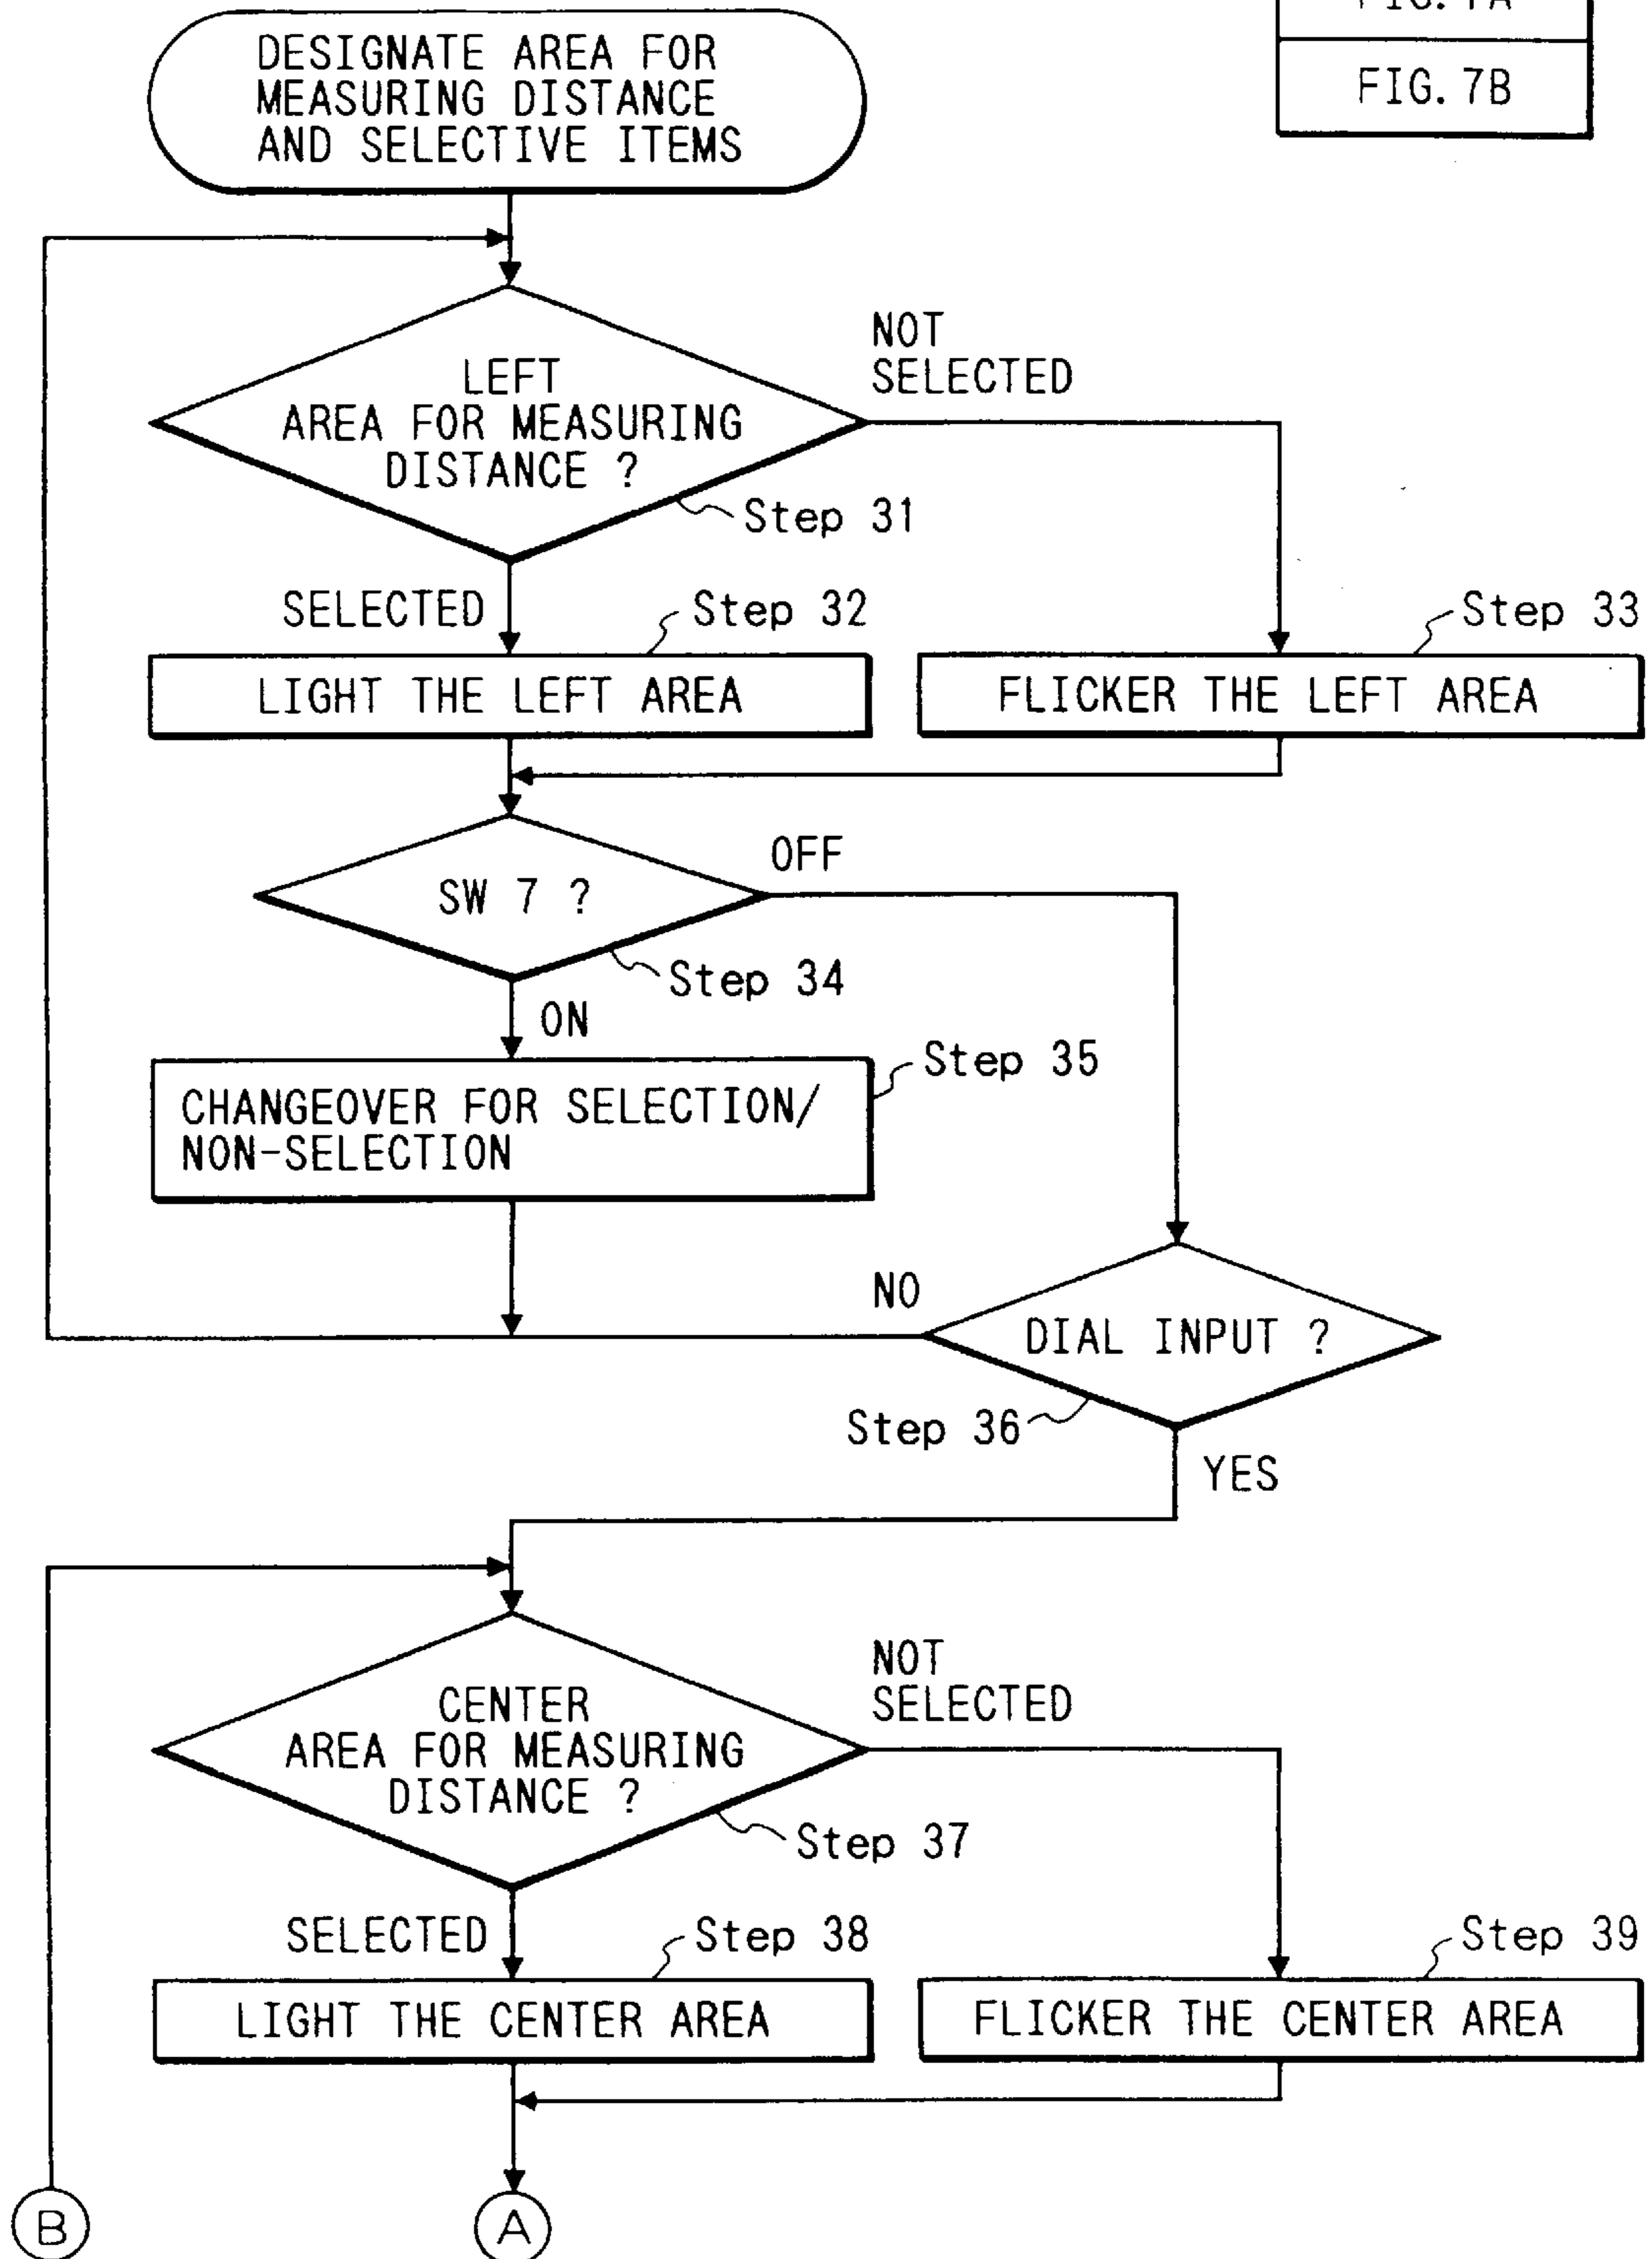 FIG. 7A
FIG. 7B
DESIGNATE AREA FOR
MEASURING DISTANCE
AND SELECTIVE ITEMS
LEFT
AREA FOR MEASURING
DISTANCE ?
NOT
SELECTED
Step 31
SELECTED
Step 32
Step 33
LIGHT THE LEFT AREA
FLICKER THE LEFT AREA
SW 7 ?
OFF
Step 34
ON
Step 35
CHANGEOVER FOR SELECTION/
NON-SELECTION
NO
DIAL INPUT ?
Step 36
YES
CENTER
AREA FOR MEASURING
DISTANCE ?
NOT
SELECTED
Step 37
SELECTED
Step 38
Step 39
LIGHT THE CENTER AREA
FLICKER THE CENTER AREA
B
A